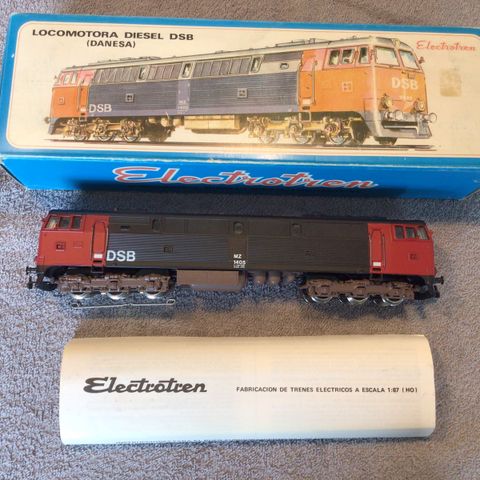 LOCOMOTORA DIESEL DSB
(DANESA)
Electrotren
DSB
MZ
Electrotren
DSB
MZ
1405
Electrotren
FABRICACION DE TRENES ELECTRICOS A ESCALA 1:87 (HO)